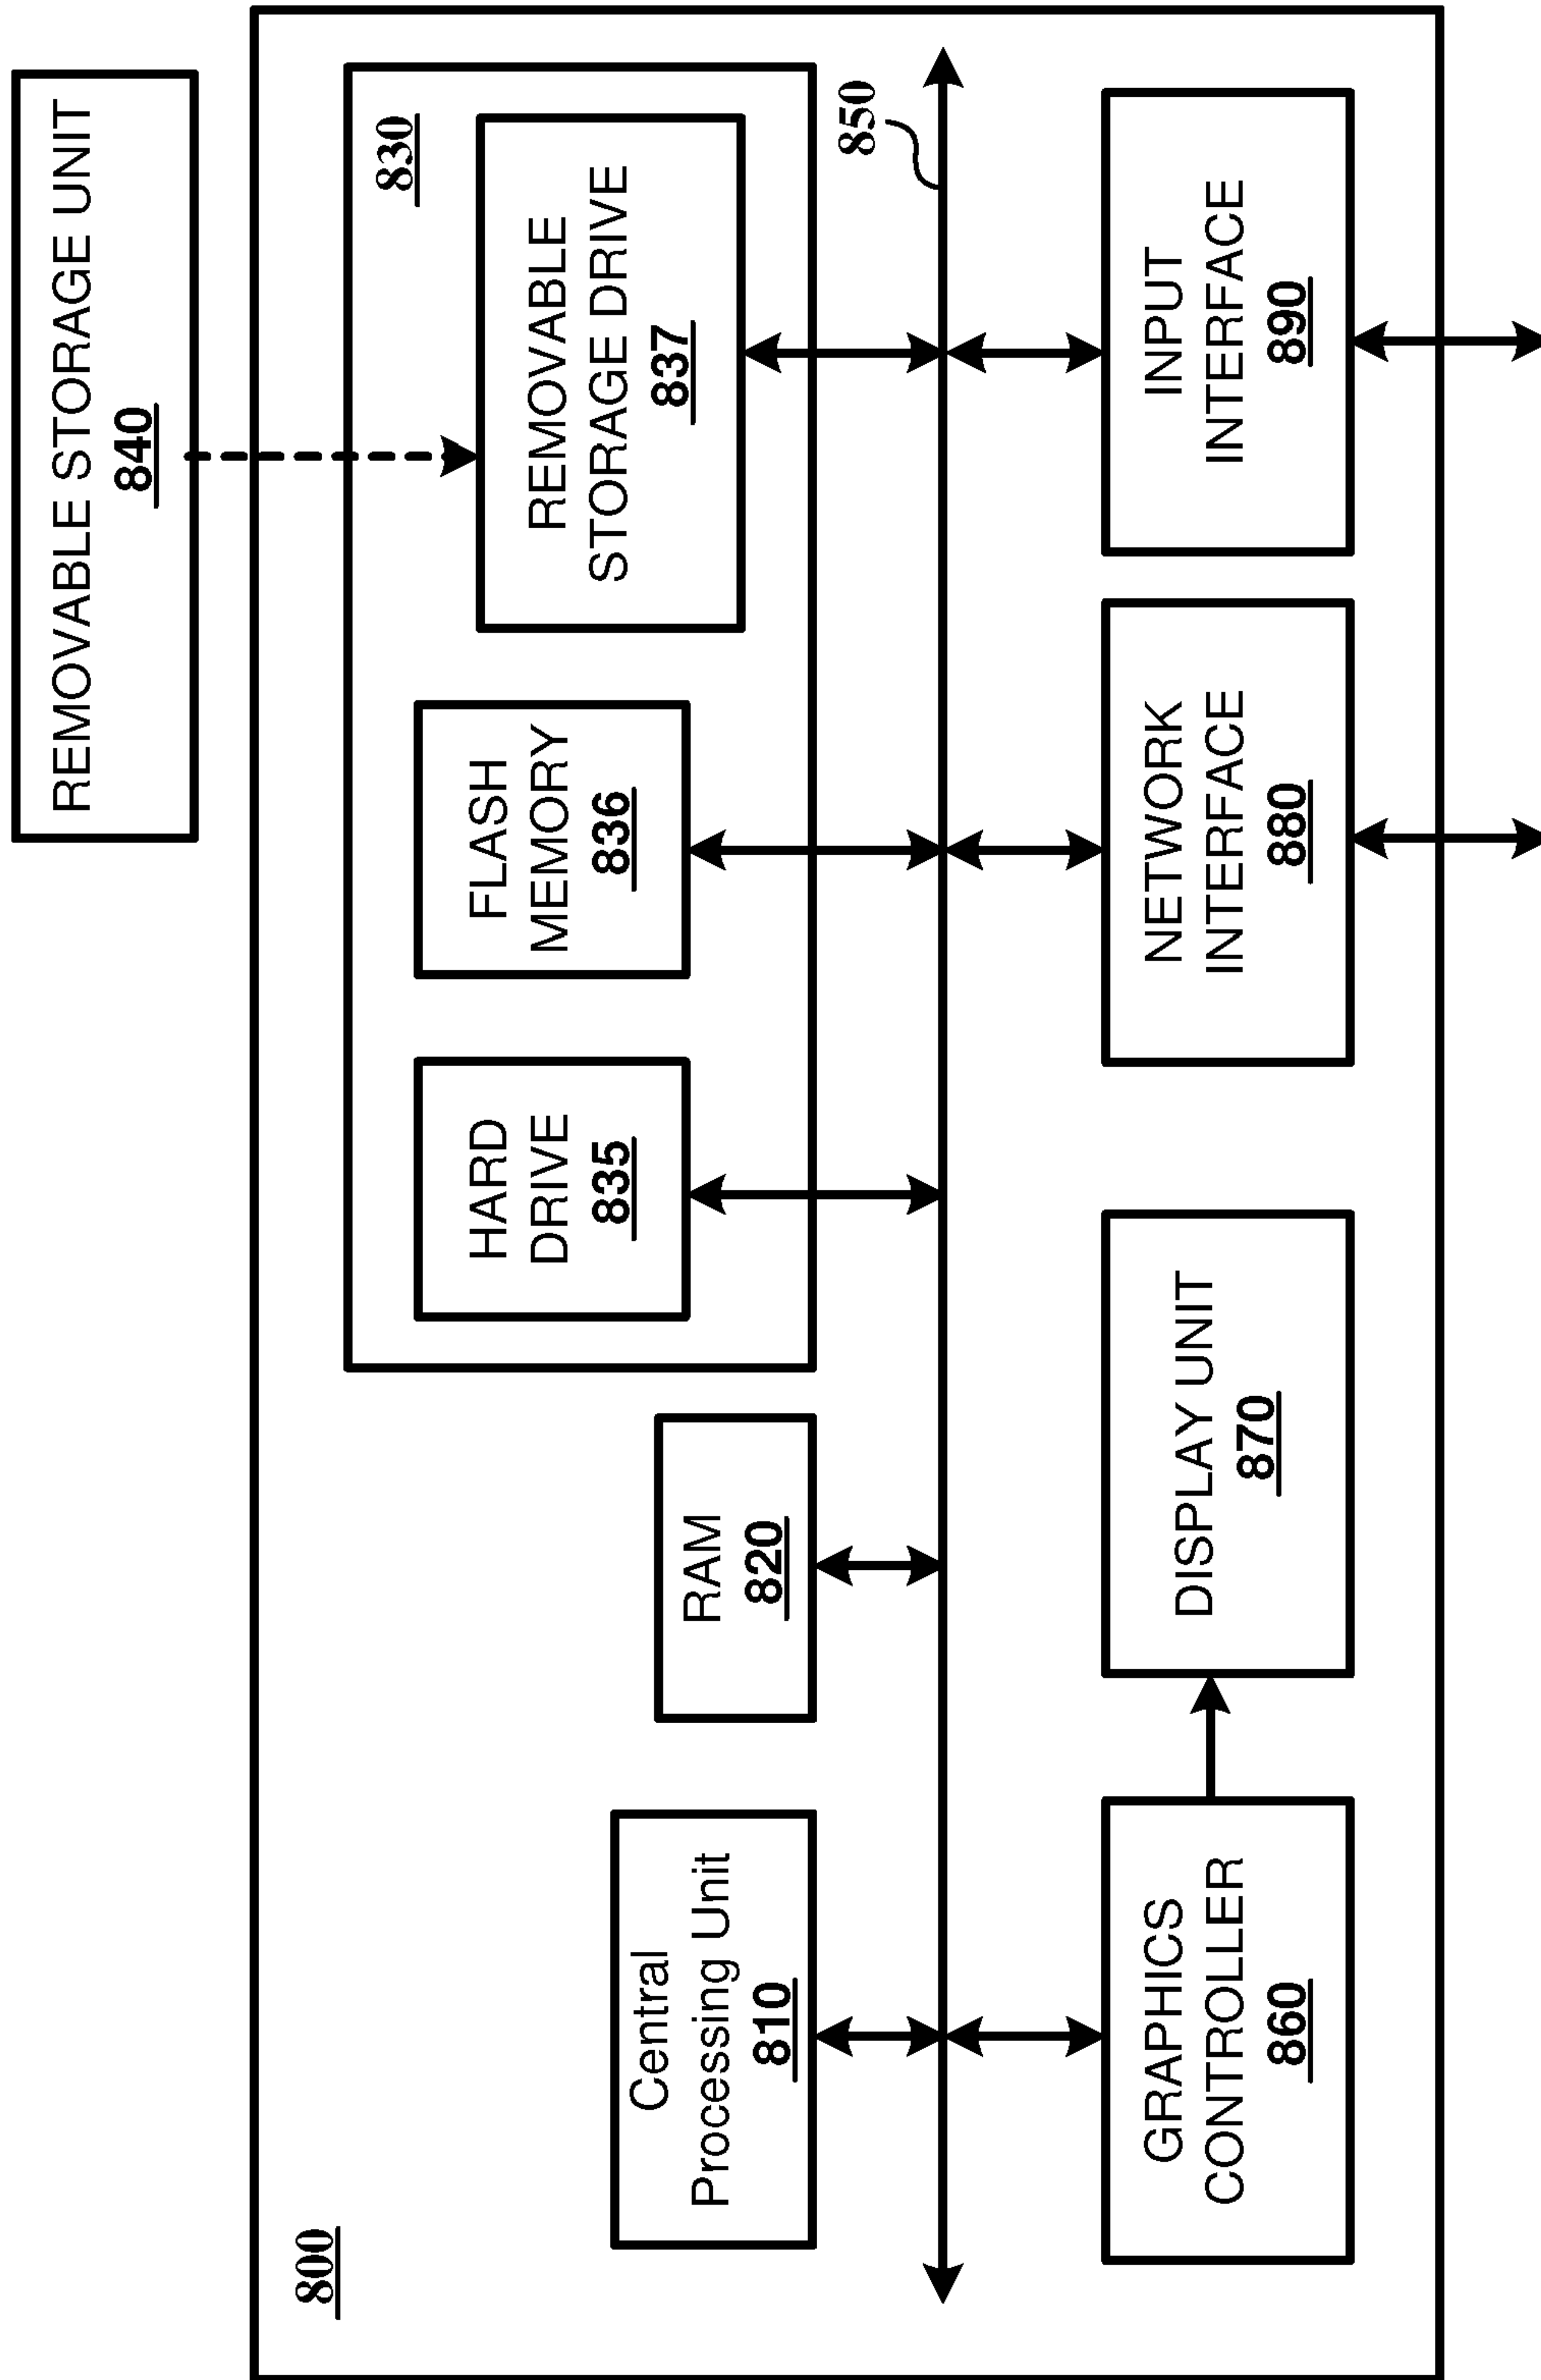 REMOVABLE STORAGE UNIT
840
800
830
Central
Processing Unit
810
RAM
820
HARD
DRIVE
835
FLASH
MEMORY
836
REMOVABLE
STORAGE DRIVE
837
850
GRAPHICS
CONTROLLER
860
DISPLAY UNIT
870
NETWORK
INTERFACE
880
INPUT
INTERFACE
890